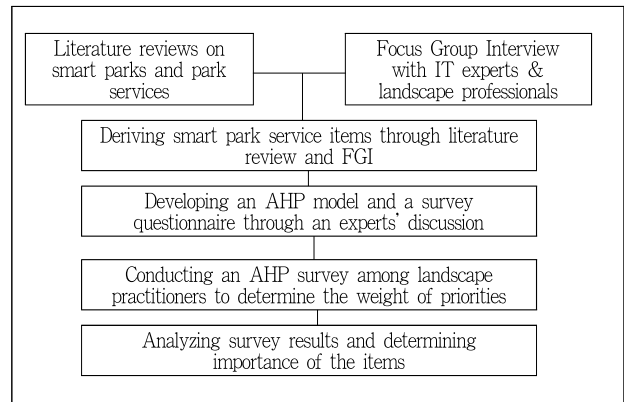 Literature reviews on
smart parks and park
services
Focus Group Interview
with IT experts &
landscape professionals
Deriving smart park service items through literature
review and FGI
Developing an AHP model and a survey
questionnaire through an experts' discussion
Conducting an AHP survey among landscape
practitioners to determine the weight of priorities
Analyzing survey results and determining
importance of the items